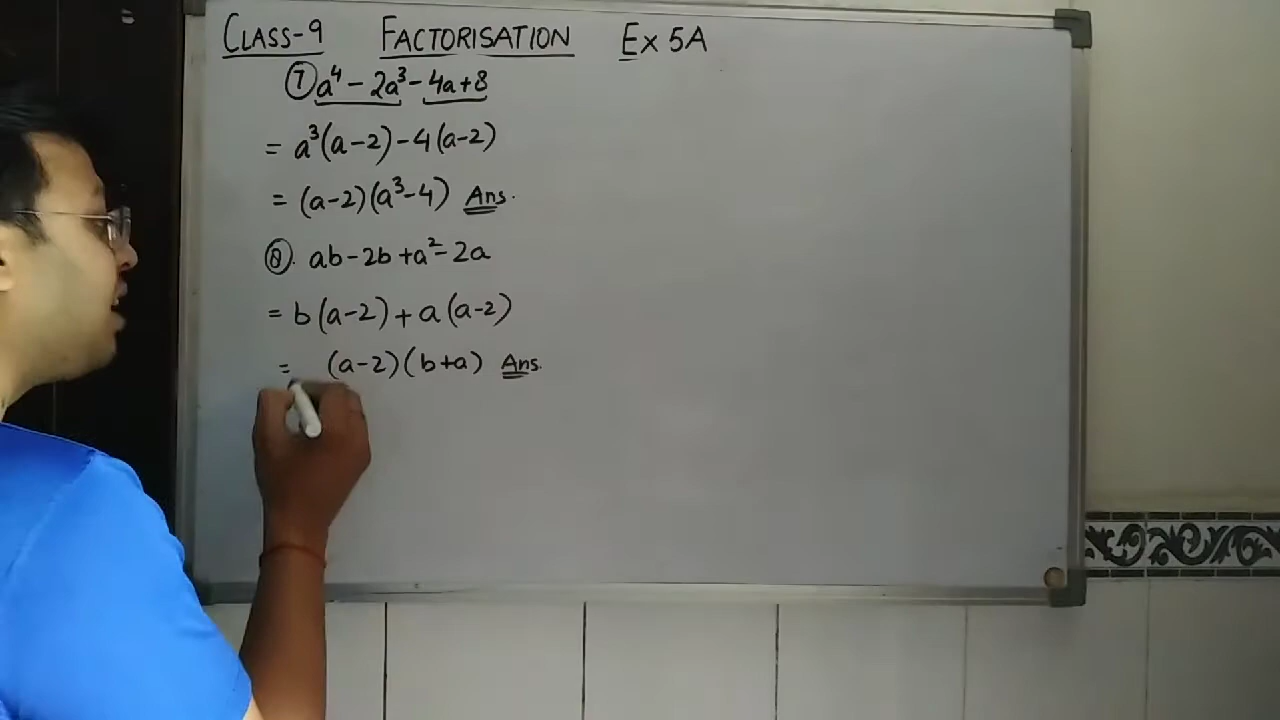 CLASS-9 FACTORISATION Ex 5A
⑦ a⁴ - 2a³ - 4a + 8
= a³(a-2) - 4(a-2)
= (a-2)(a³-4) Ans.
⑧. ab - 2b + a² - 2a
= b(a-2) + a(a-2)
= (a-2)(b+a) Ans.